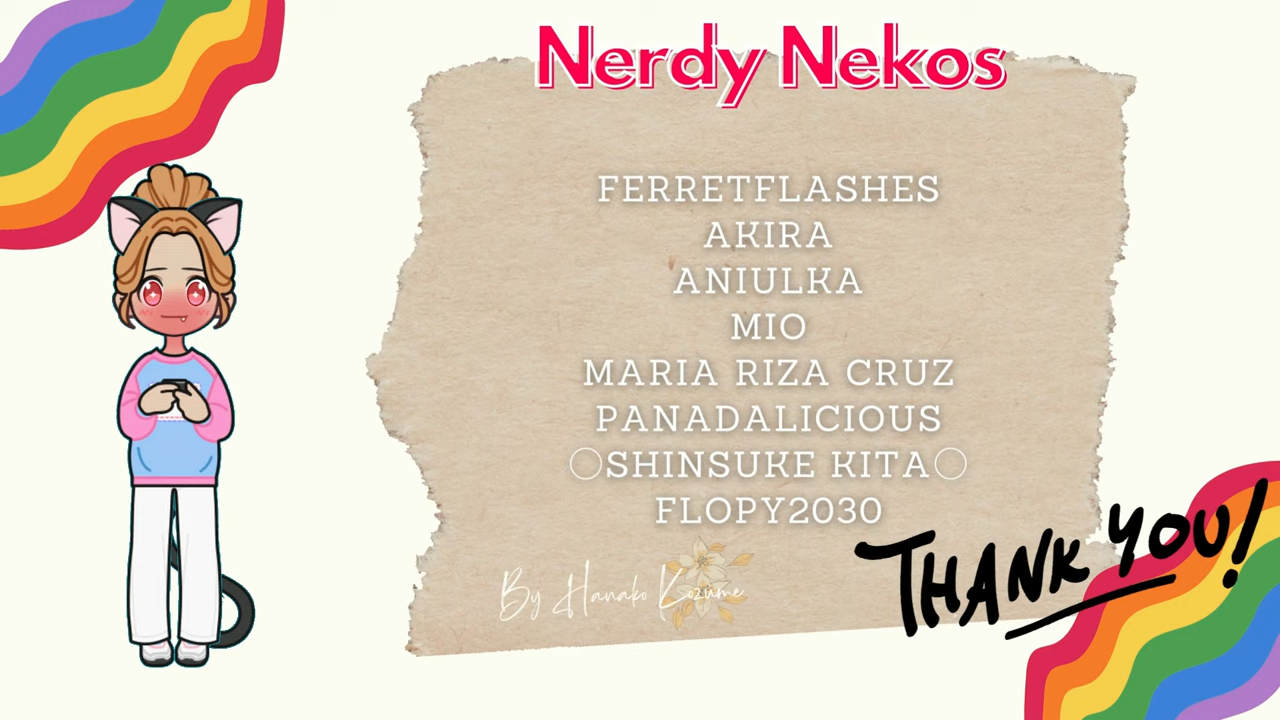 Nerdy Nekos
FERRETFLASHES
AKIRA
ANIULKA
MIO
MARIA RIZA CRUZ
PANADALICIOUS
○SHINSUKE KITA○
FLOPY2030
By Hanako Kozume
THANK YOU!